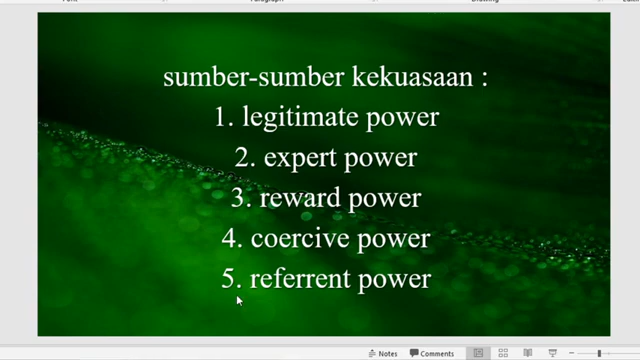 sumber-sumber kekuasaan :
1. legitimate power
2. expert power
3. reward power
4. coercive power
5. referrent power
Notes Comments